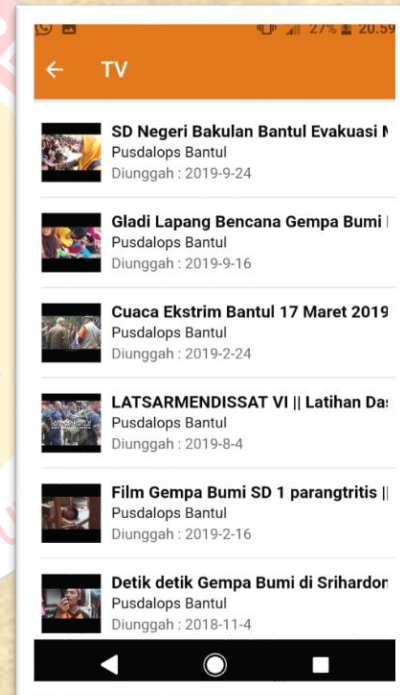 27% 20.59
TV
SD Negeri Bakulan Bantul Evakuasi
Pusdalops Bantul
Diunggah : 2019-9-24
Gladi Lapang Bencana Gempa Bumi
Pusdalops Bantul
Diunggah : 2019-9-16
Cuaca Ekstrim Bantul 17 Maret 2019
Pusdalops Bantul
Diunggah : 2019-2-24
LATSARMENDISSAT VI || Latihan
Pusdalops Bantul
Diunggah : 2019-8-4
Film Gempa Bumi SD 1 parangtritis ||
Pusdalops Bantul
Diunggah : 2019-2-16
Detik detik Gempa Bumi di
Pusdalops Bantul
Diunggah : 2018-11-4